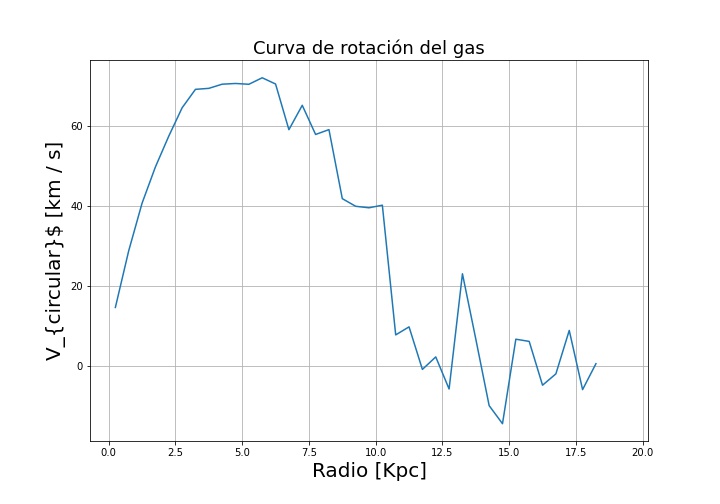 Curva de rotación del gas
V_{circular}$ [km / s]
60
40
20
0
0.0 2.5 5.0 7.5 10.0 12.5 15.0 17.5 20.0
Radio [Kpc]